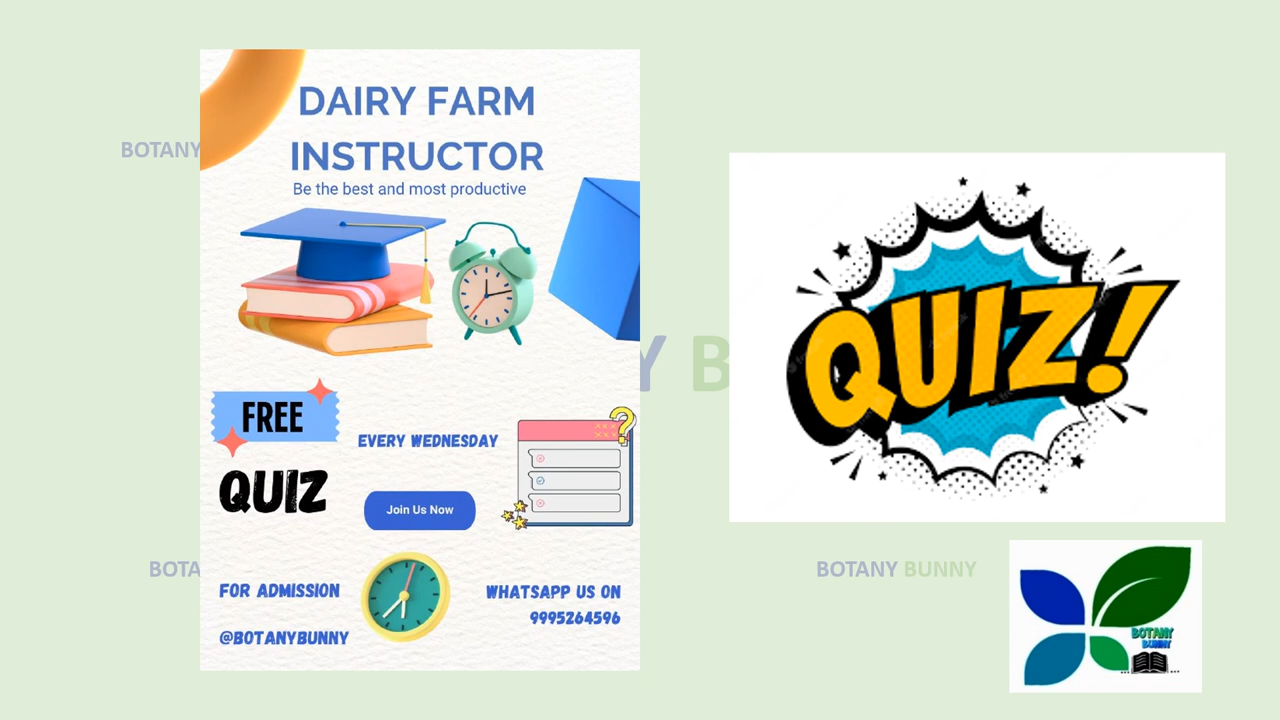 DAIRY FARM
INSTRUCTOR
Be the best and most productive
FREE
QUIZ
EVERY WEDNESDAY
Join Us Now
FOR ADMISSION
@BOTANYBUNNY
WHATSAPP US ON
9995264596
BOTANY
Y B
BOTA
QUIZ!
BOTANY BUNNY
BOTANY
BUNNY